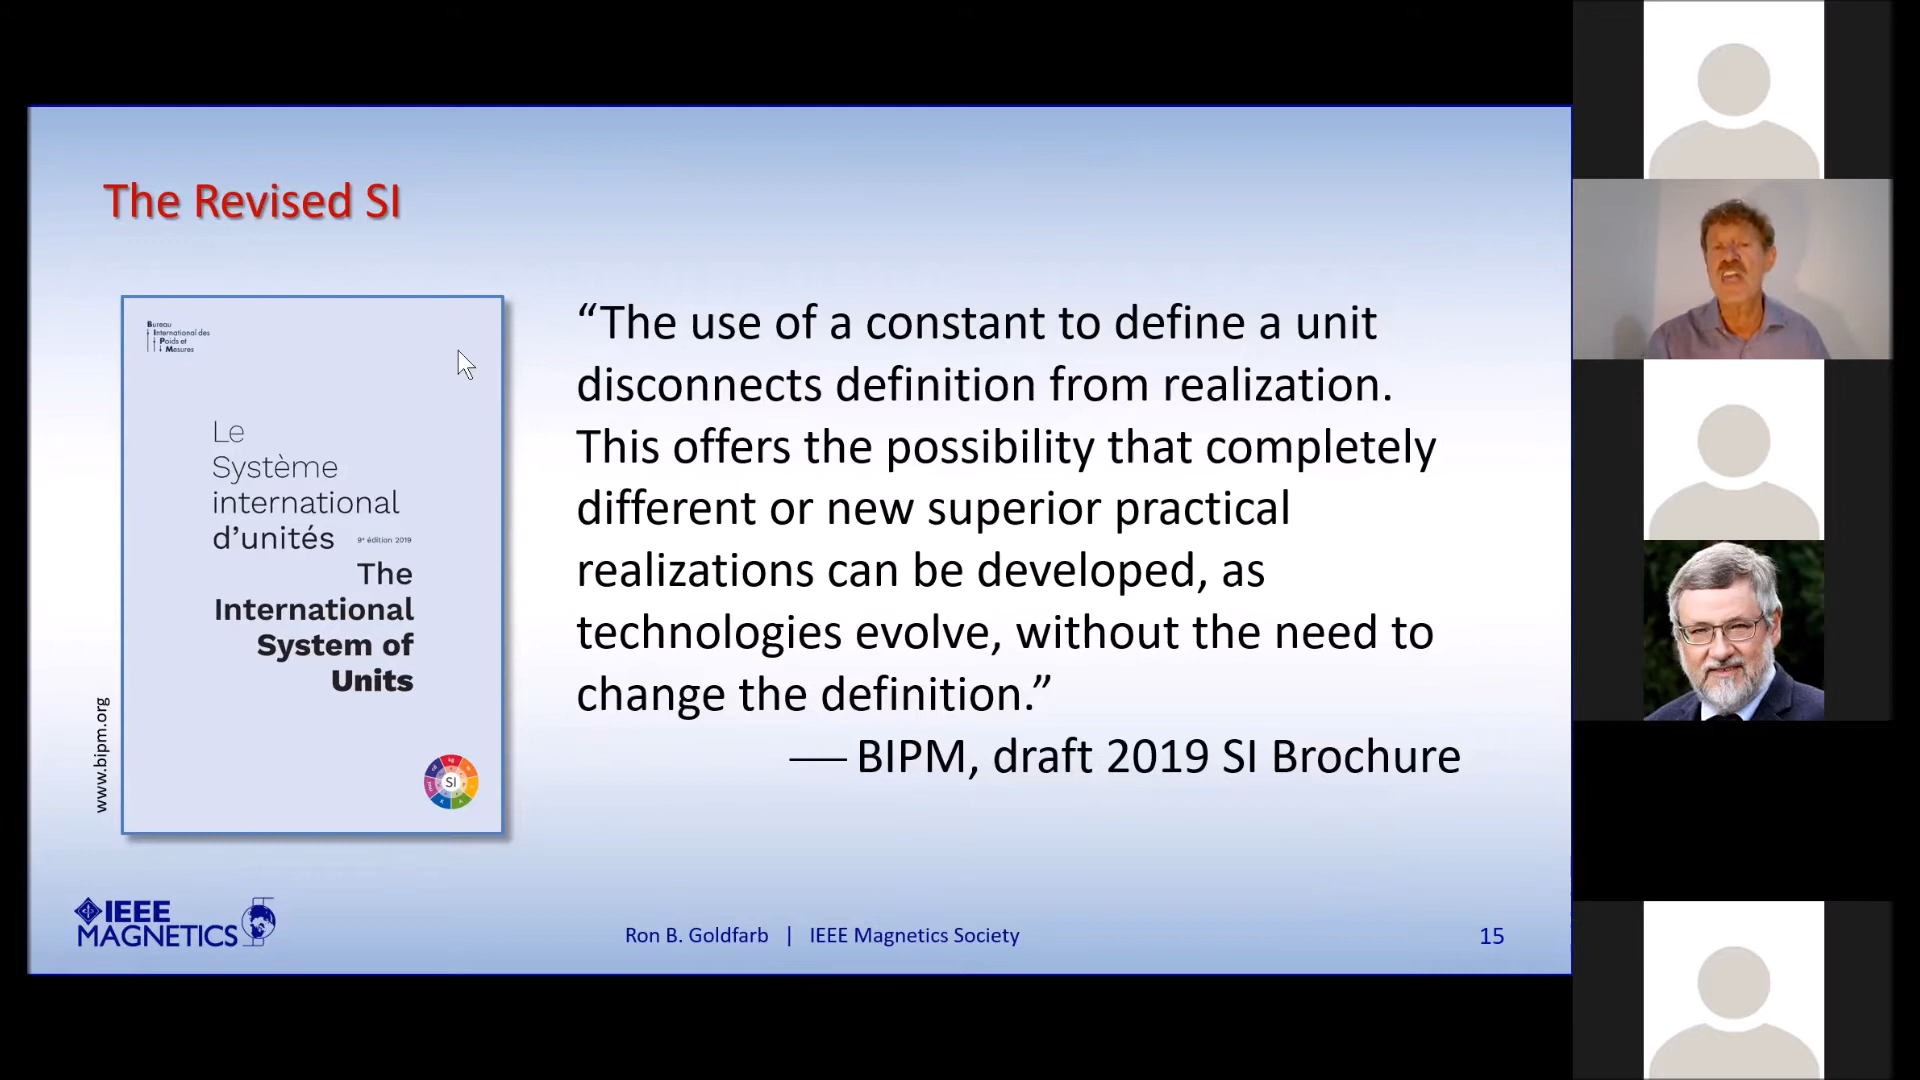 The Revised SI
Bureau
International des
Poids et
Mesures
Le
Système
international
d'unités
9e édition 2019
The
International
System of
Units
SI
www.bipm.org
“The use of a constant to define a unit
disconnects definition from realization.
This offers the possibility that completely
different or new superior practical
realizations can be developed, as
technologies evolve, without the need to
change the definition.”
— BIPM, draft 2019 SI Brochure
IEEE
MAGNETICS
Ron B. Goldfarb | IEEE Magnetics Society
15